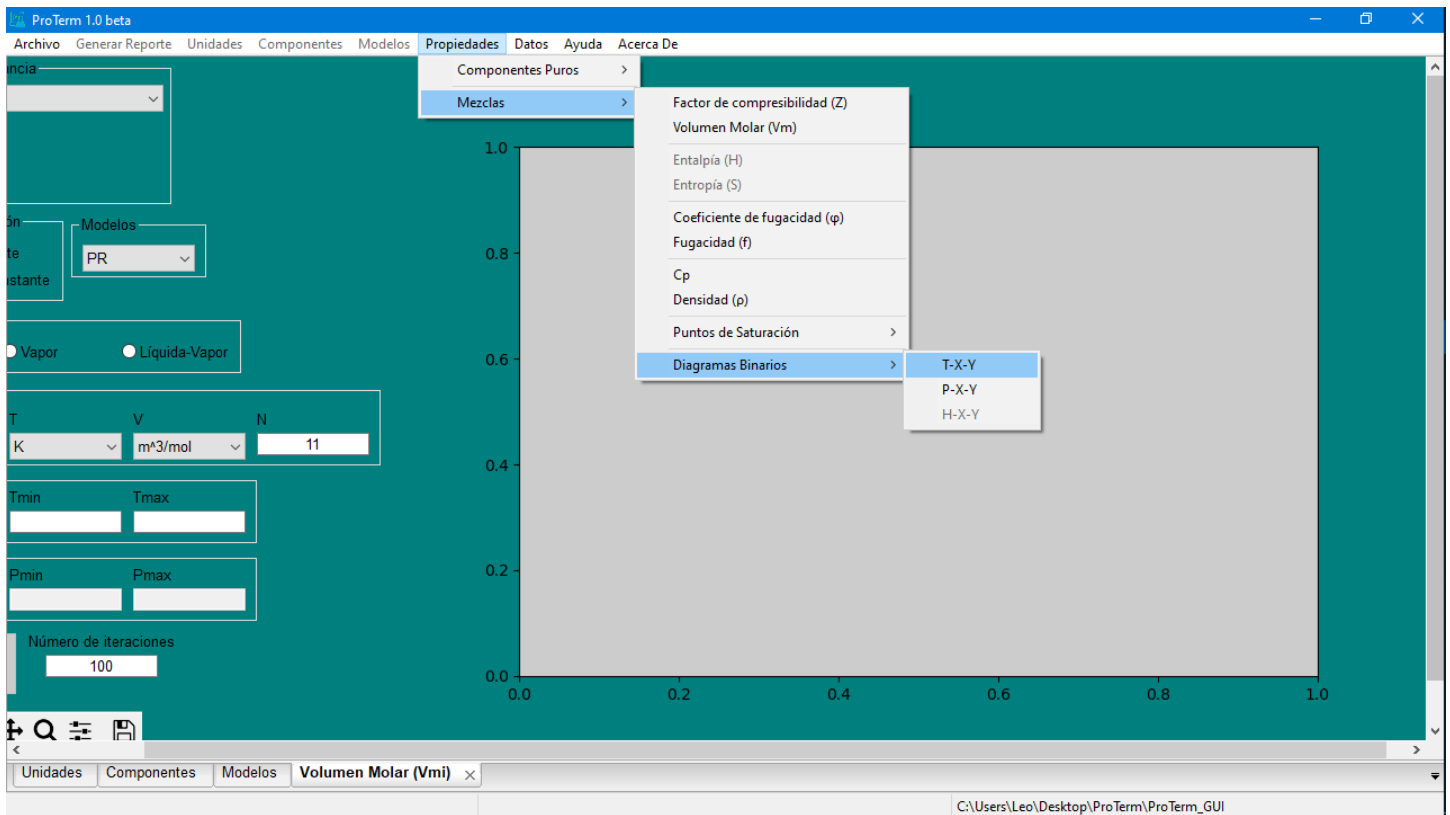 ProTerm 1.0 beta
Archivo Generar Reporte Unidades Componentes Modelos Propiedades Datos Ayuda Acerca De
ncia
Componentes Puros
Mezclas
Factor de compresibilidad (Z)
Volumen Molar (Vm)
Entalpía (H)
Entropía (S)
Coeficiente de fugacidad (φ)
Fugacidad (f)
Cp
Densidad (ρ)
Puntos de Saturación
Diagramas Binarios
T-X-Y
P-X-Y
H-X-Y
ón
te
stante
Modelos
PR
Vapor Líquida-Vapor
T V N
K m^3/mol 11
Tmin Tmax
Pmin Pmax
Número de iteraciones
100
1.0
0.8
0.6
0.4
0.2
0.0
0.0 0.2 0.4 0.6 0.8 1.0
Unidades Componentes Modelos Volumen Molar (Vmi)
C:\Users\Leo\Desktop\ProTerm\ProTerm_GUI